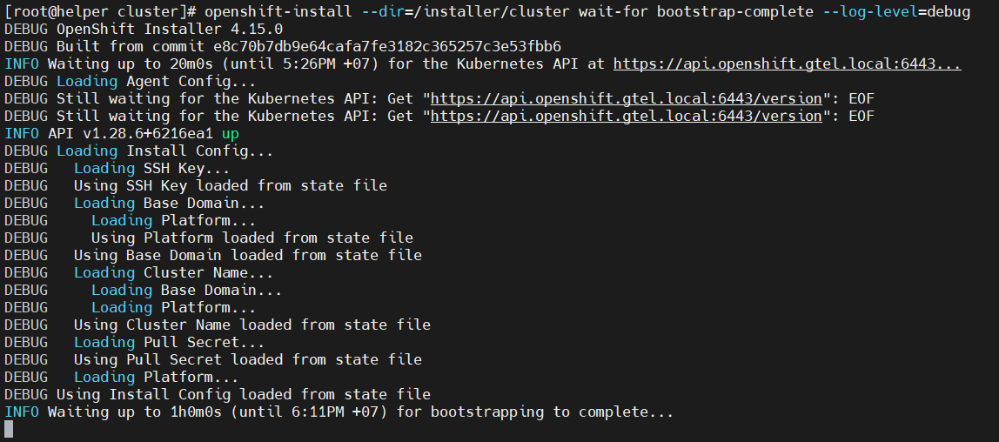 [root@helper cluster]# openshift-install --dir=/installer/cluster wait-for bootstrap-complete --log-level=debug
DEBUG OpenShift Installer 4.15.0
DEBUG Built from commit e8c70b7db9e64cafa7fe3182c365257c3e53fbb6
INFO Waiting up to 20m0s (until 5:26PM +07) for the Kubernetes API at https://api.openshift.gtel.local:6443...
DEBUG Loading Agent Config...
DEBUG Still waiting for the Kubernetes API: Get "https://api.openshift.gtel.local:6443/version": EOF
DEBUG Still waiting for the Kubernetes API: Get "https://api.openshift.gtel.local:6443/version": EOF
INFO API v1.28.6+6216ea1 up
DEBUG Loading Install Config...
DEBUG   Loading SSH Key...
DEBUG   Using SSH Key loaded from state file
DEBUG   Loading Base Domain...
DEBUG     Loading Platform...
DEBUG     Using Platform loaded from state file
DEBUG   Using Base Domain loaded from state file
DEBUG   Loading Cluster Name...
DEBUG     Loading Base Domain...
DEBUG     Loading Platform...
DEBUG   Using Cluster Name loaded from state file
DEBUG   Loading Pull Secret...
DEBUG   Using Pull Secret loaded from state file
DEBUG   Loading Platform...
DEBUG Using Install Config loaded from state file
INFO Waiting up to 1h0m0s (until 6:11PM +07) for bootstrapping to complete...